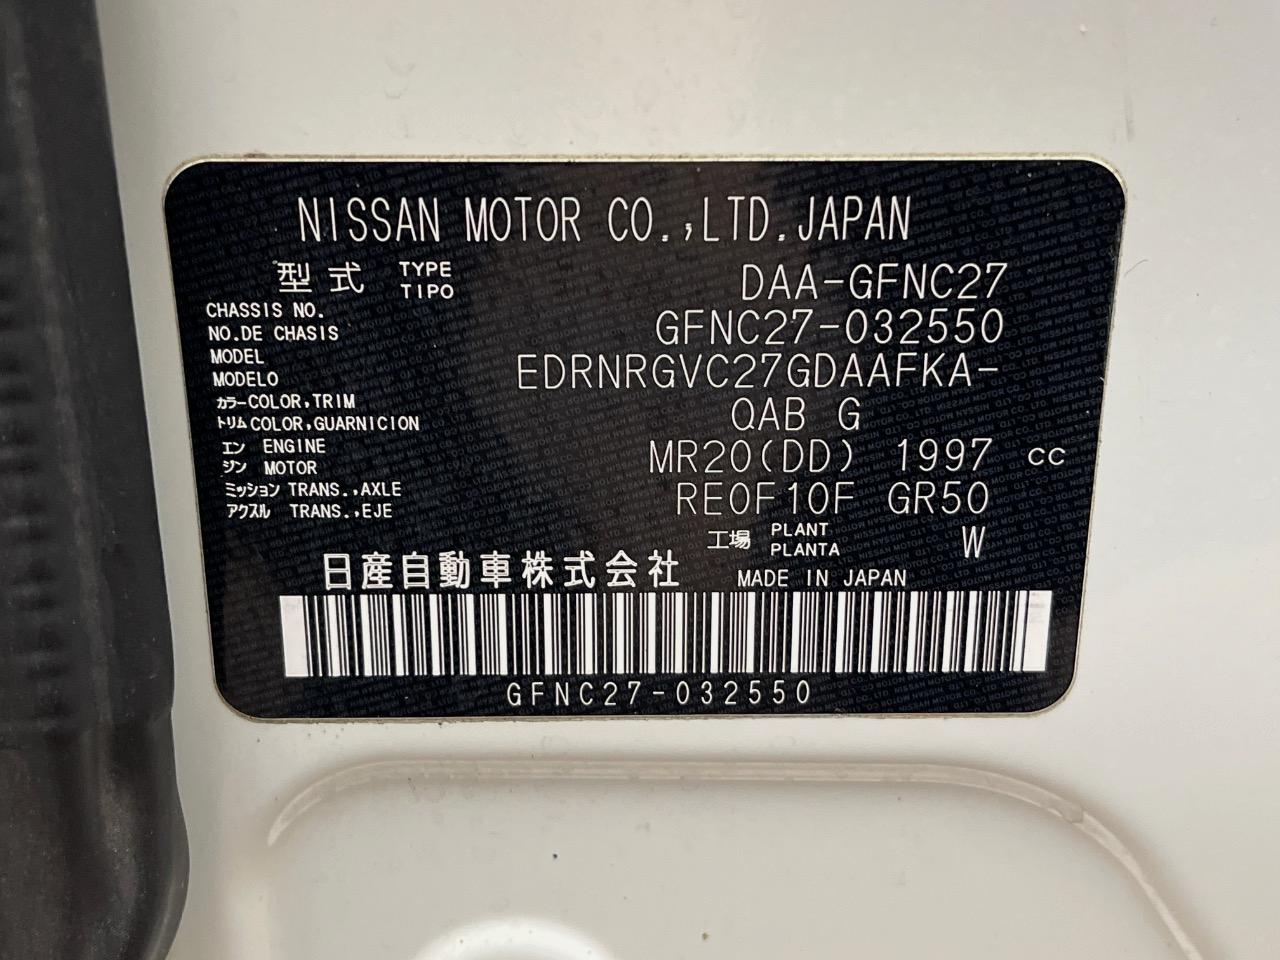 NISSAN MOTOR CO.,LTD.JAPAN
型式 TYPE TIPO DAA-GFNC27
CHASSIS NO.
NO.DE CHASIS GFNC27-032550
MODEL
MODELO EDRNRGVC27GDAAFKA-
カラー COLOR,TRIM
トリム COLOR,GUARNICION QAB G
エン ENGINE
ジン MOTOR MR20(DD) 1997 cc
ミッション TRANS.,AXLE
アクスル TRANS.,EJE RE0F10F GR50
工場 PLANT PLANTA W
日産自動車株式会社 MADE IN JAPAN
GFNC27-032550